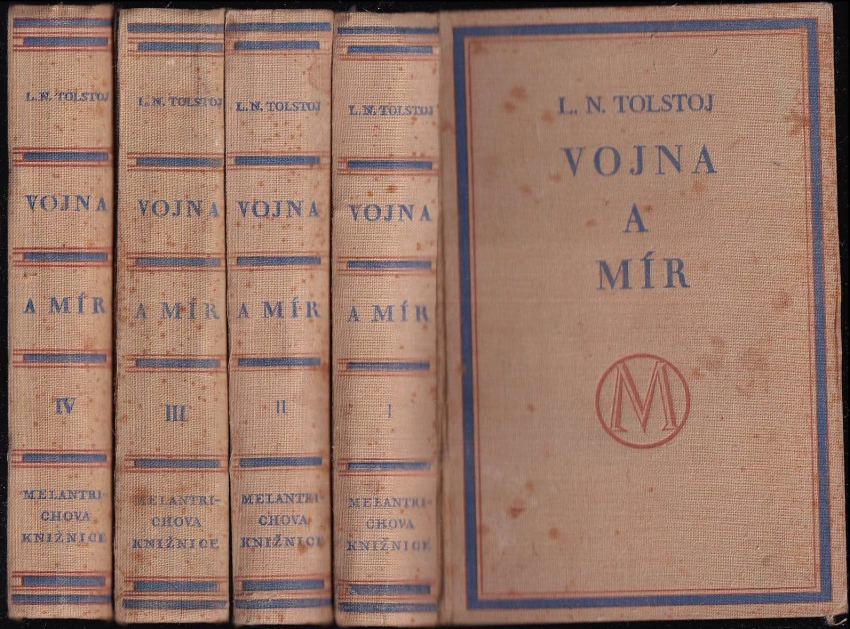 L. N. TOLSTOJ
VOJNA
A MÍR
IV
MELANTRI-
CHOVA
KNIŽNICE
L. N. TOLSTOJ
VOJNA
A MÍR
III
MELANTRI-
CHOVA
KNIŽNICE
L. N. TOLSTOJ
VOJNA
A MÍR
II
MELANTRI-
CHOVA
KNIŽNICE
L. N. TOLSTOJ
VOJNA
A MÍR
I
MELANTRI-
CHOVA
KNIŽNICE
L. N. TOLSTOJ
VOJNA
A
MÍR
M